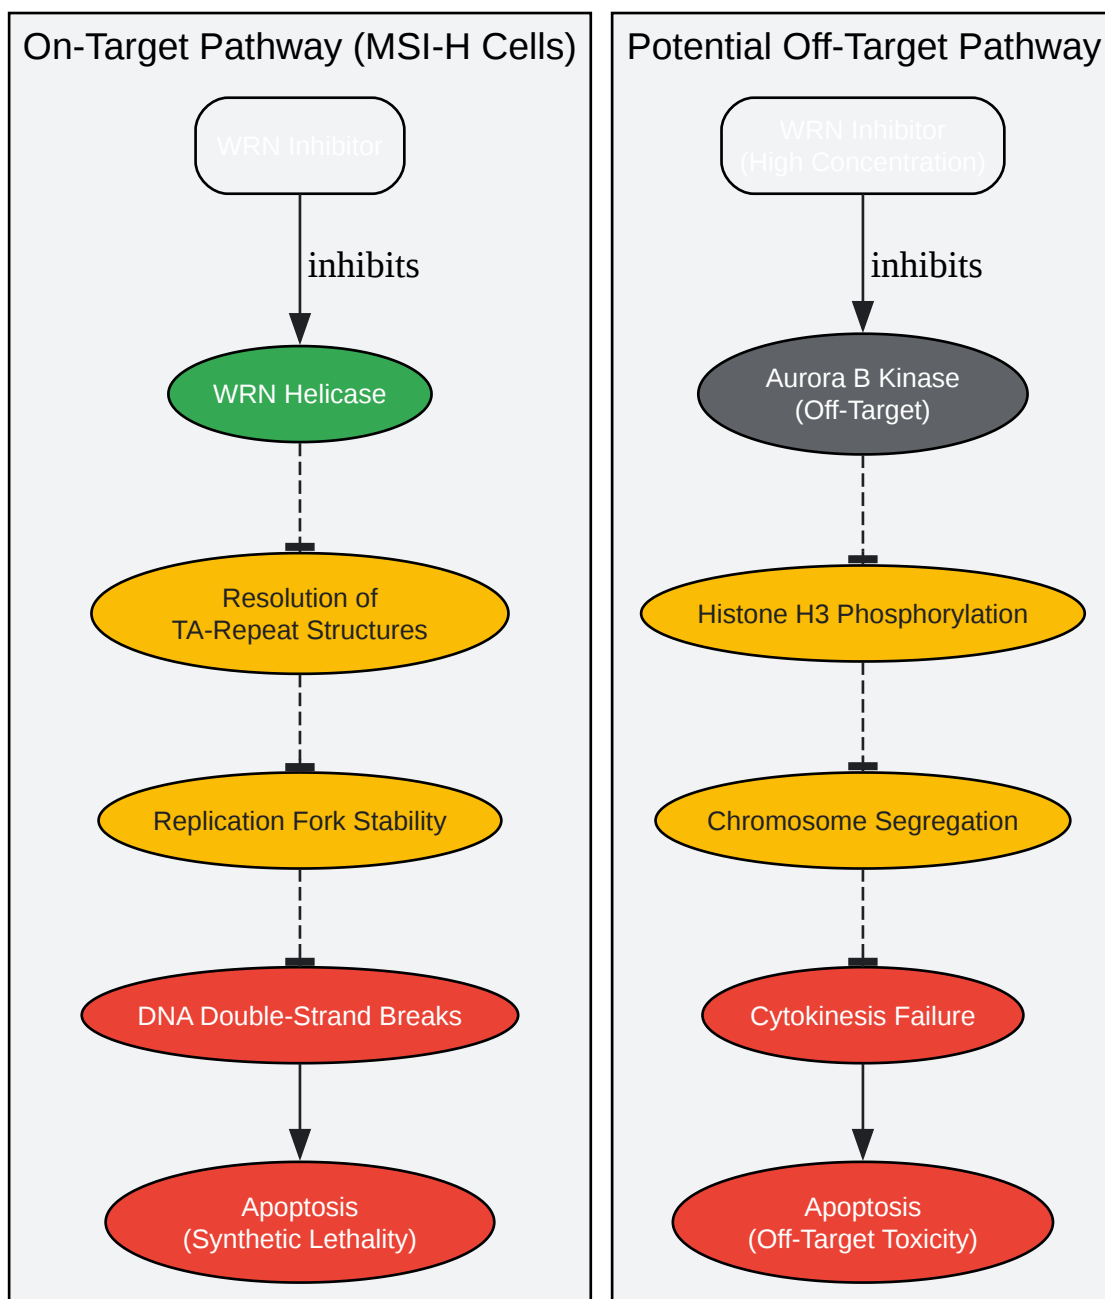 On-Target Pathway (MSI-H Cells)
WRN Inhibitor
inhibits
WRN Helicase
Resolution of
TA-Repeat Structures
Replication Fork Stability
DNA Double-Strand Breaks
Apoptosis
(Synthetic Lethality)
Potential Off-Target Pathway
WRN Inhibitor
(High Concentration)
inhibits
Aurora B Kinase
(Off-Target)
Histone H3 Phosphorylation
Chromosome Segregation
Cytokinesis Failure
Apoptosis
(Off-Target Toxicity)